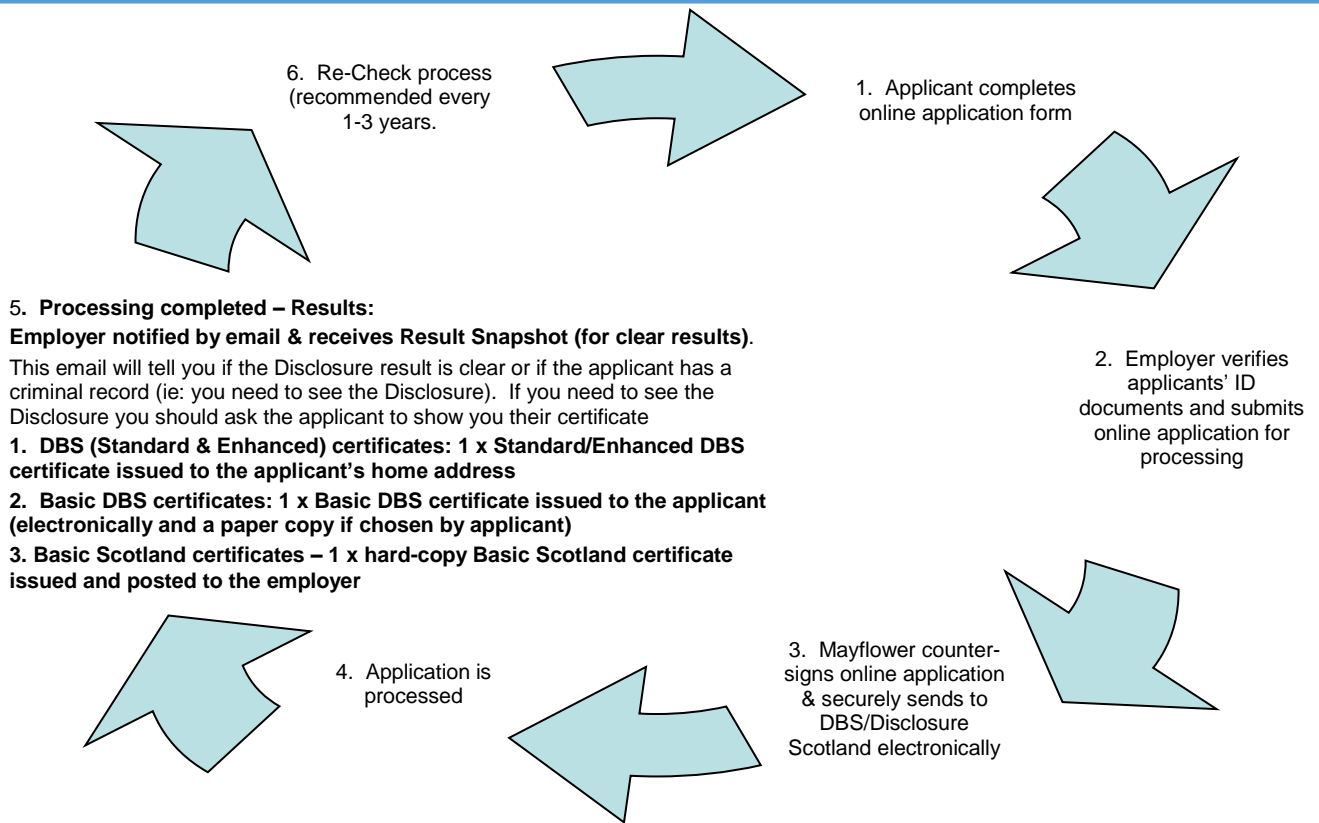 6. Re-Check process
(recommended every
1-3 years.
1. Applicant completes
online application form
2. Employer verifies
applicants’ ID
documents and submits
online application for
processing
3. Mayflower counter-
signs online application
& securely sends to
DBS/Disclosure
Scotland electronically
4. Application is
processed
5. Processing completed – Results:
Employer notified by email & receives Result Snapshot (for clear results).
This email will tell you if the Disclosure result is clear or if the applicant has a
criminal record (ie: you need to see the Disclosure). If you need to see the
Disclosure you should ask the applicant to show you their certificate
1. DBS (Standard & Enhanced) certificates: 1 x Standard/Enhanced DBS
certificate issued to the applicant’s home address
2. Basic DBS certificates: 1 x Basic DBS certificate issued to the applicant
(electronically and a paper copy if chosen by applicant)
3. Basic Scotland certificates – 1 x hard-copy Basic Scotland certificate
issued and posted to the employer